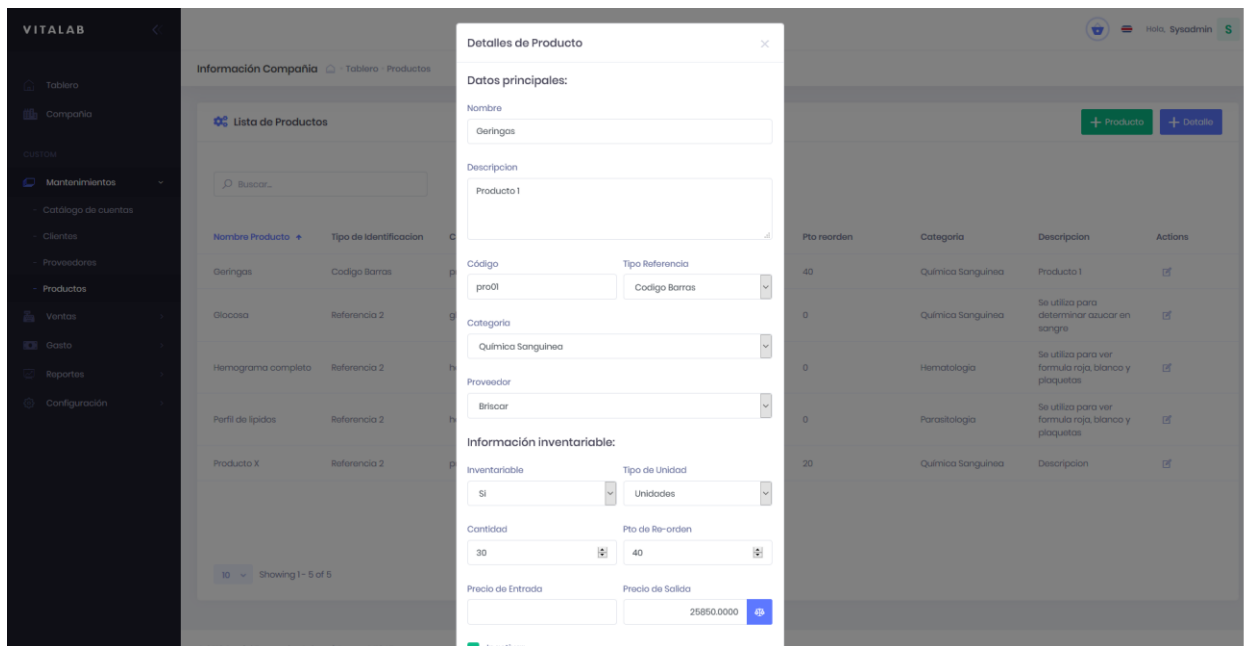 VITALAB
Hola, Sysadmin S
Información Compañia Tablero Productos
Tablero
Compañia
CUSTOM
Mantenimientos
Catálogo de cuentas
Clientes
Proveedores
Productos
Ventas
Gasto
Reportes
Configuración
Lista de Productos
+ Producto
+ Detalle
Buscar...
Nombre Producto Tipo de Identificacion C Pto reorden Categoria Descripcion Actions
Geringas Codigo Barras 40 Quimica Sanguinea Producto 1
Glocosa Referencia 2 0 Quimica Sanguinea Se utiliza para
determinar azucar en
sangre
Hemograma completo Referencia 2 0 Hematologia Se utiliza para ver
formula roja, blanco y
plaquetas
Perfil de lipidos Referencia 2 0 Parasitologia Se utiliza para ver
formula roja, blanco y
plaquetas
Producto X Referencia 2 20 Quimica Sanguinea Descripcion
10 Showing 1 - 5 of 5
Detalles de Producto
Datos principales:
Nombre
Geringas
Descripcion
Producto 1
Código Tipo Referencia
pro01 Codigo Barras
Categoria
Quimica Sanguinea
Proveedor
Briscar
Información inventariable:
Inventariable Tipo de Unidad
Si Unidades
Cantidad Pto de Re-orden
30 40
Precio de Entrada Precio de Salida
25850.0000